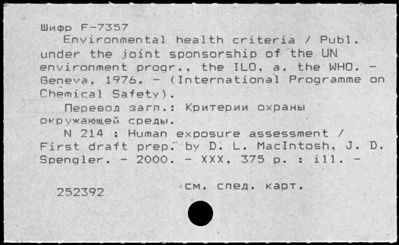 Шифр F-7357
Environmental health criteria / Publ.
under the joint sponsorship of the UN
environment progr., the ILO, a. the WHO. -
Geneva, 1976. - (International Programme on
Chemical Safety).
Перевод загл.: Критерии охраны
окружающей среды.
N 214 : Human exposure assessment /
First draft prep. by D. L. MacIntosh, J. D.
Spengler. - 2000. - XXX, 375 p. : ill. -
см. след. карт.
252392